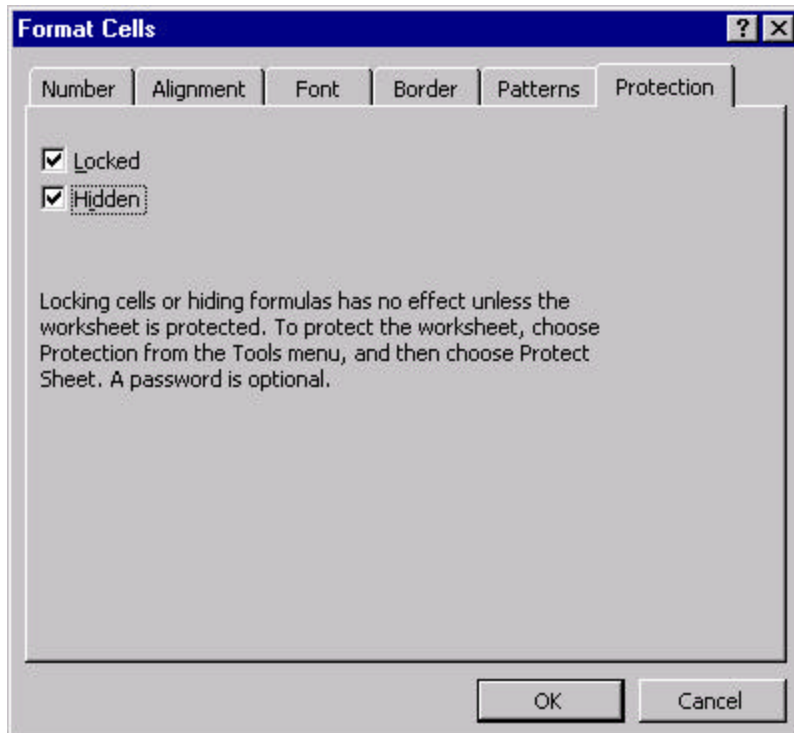 Format Cells
Number Alignment Font Border Patterns Protection
Locked
Hidden
Locking cells or hiding formulas has no effect unless the
worksheet is protected. To protect the worksheet, choose
Protection from the Tools menu, and then choose Protect
Sheet. A password is optional.
OK Cancel